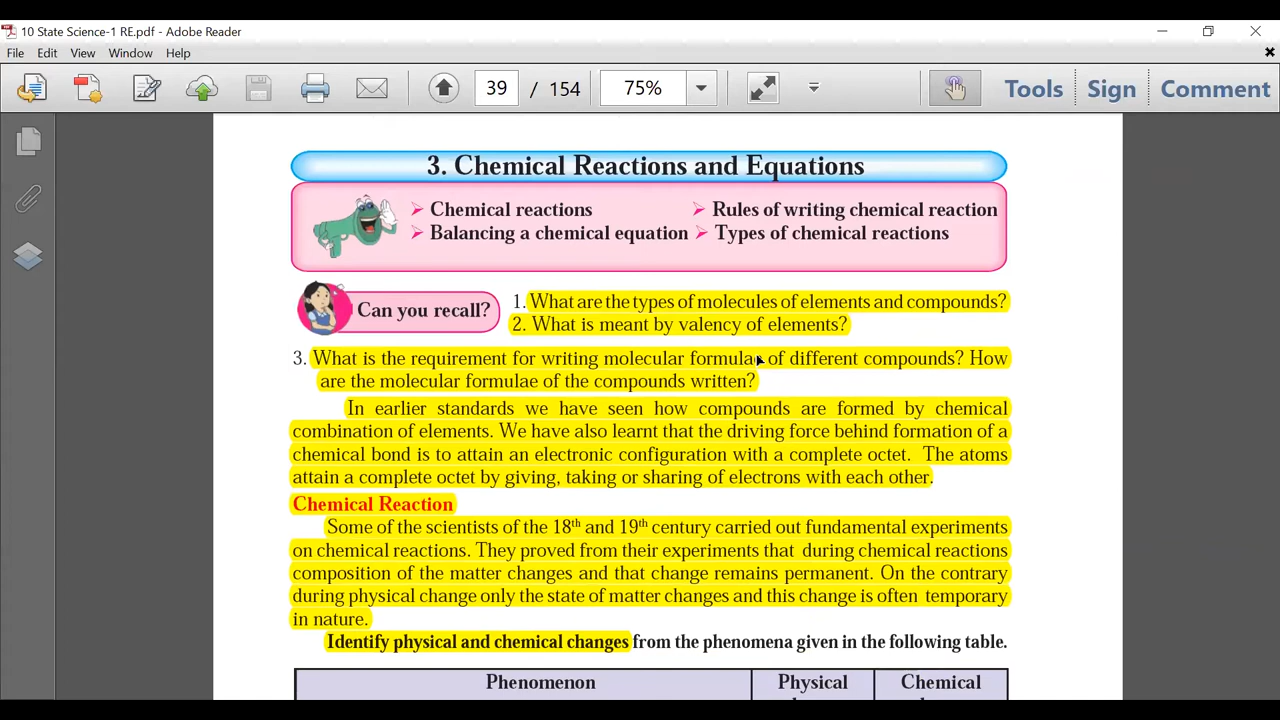 10 State Science-1 RE.pdf - Adobe Reader
File Edit View Window Help
39 / 154 75% Tools Sign Comment
3. Chemical Reactions and Equations
➢ Chemical reactions ➢ Rules of writing chemical reaction
➢ Balancing a chemical equation ➢ Types of chemical reactions
Can you recall?
1. What are the types of molecules of elements and compounds?
2. What is meant by valency of elements?
3. What is the requirement for writing molecular formulae of different compounds? How
are the molecular formulae of the compounds written?
In earlier standards we have seen how compounds are formed by chemical
combination of elements. We have also learnt that the driving force behind formation of a
chemical bond is to attain an electronic configuration with a complete octet. The atoms
attain a complete octet by giving, taking or sharing of electrons with each other.
Chemical Reaction
Some of the scientists of the 18th and 19th century carried out fundamental experiments
on chemical reactions. They proved from their experiments that during chemical reactions
composition of the matter changes and that change remains permanent. On the contrary
during physical change only the state of matter changes and this change is often temporary
in nature.
Identify physical and chemical changes from the phenomena given in the following table.
Phenomenon Physical Chemical